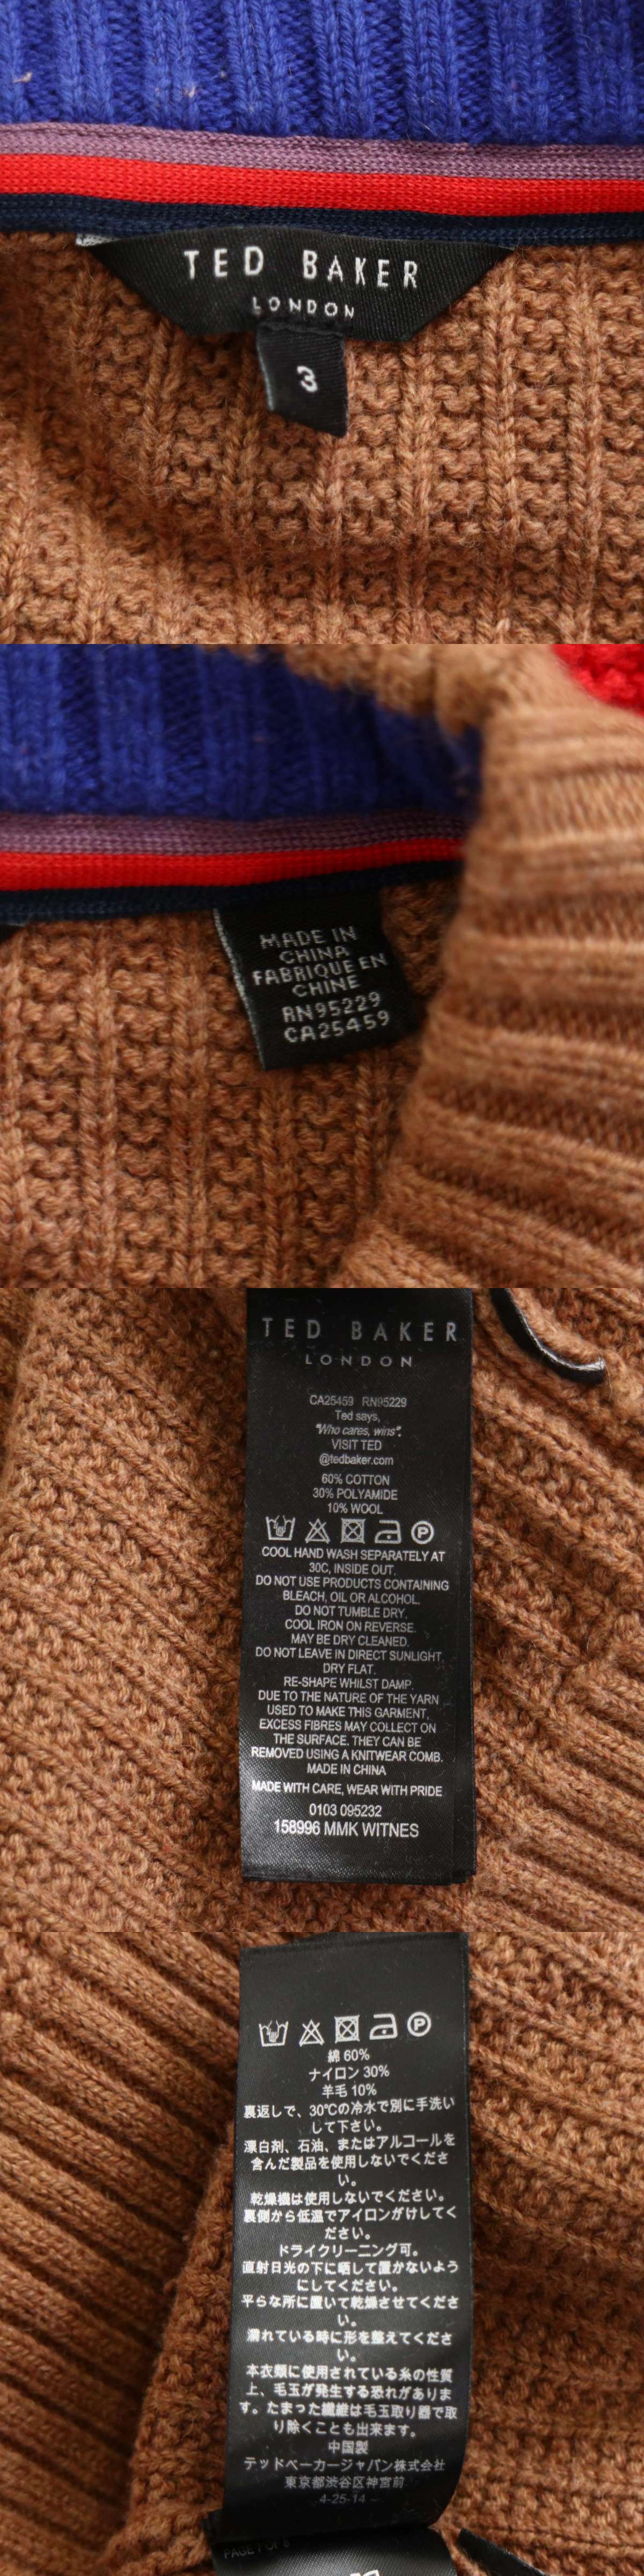 TED BAKER
LONDON
3
MADE IN
CHINA
FABRIQUE EN
CHINE
RN95229
CA25459
TED BAKER
LONDON
CA25459 RN95229
Ted says,
"Who cares, wins".
VISIT TED
@tedbaker.com
60% COTTON
30% POLYAMIDE
10% WOOL
P
COOL HAND WASH SEPARATELY AT
30C, INSIDE OUT.
DO NOT USE PRODUCTS CONTAINING
BLEACH, OIL OR ALCOHOL.
DO NOT TUMBLE DRY.
COOL IRON ON REVERSE.
MAY BE DRY CLEANED.
DO NOT LEAVE IN DIRECT SUNLIGHT.
DRY FLAT.
RE-SHAPE WHILST DAMP.
DUE TO THE NATURE OF THE YARN
USED TO MAKE THIS GARMENT,
EXCESS FIBRES MAY COLLECT ON
THE SURFACE. THEY CAN BE
REMOVED USING A KNITWEAR COMB.
MADE IN CHINA
MADE WITH CARE, WEAR WITH PRIDE
0103 095232
158996 MMK WITNES
P
綿 60%
ナイロン 30%
羊毛 10%
裏返しで、30℃の冷水で別に手洗い
して下さい。
漂白剤、石油、またはアルコールを
含んだ製品を使用しないでくださ
い。
乾燥機は使用しないでください。
裏側から低温でアイロンがけしてく
ださい。
ドライクリーニング可。
直射日光の下に晒して置かないよう
にしてください。
平らな所に置いて乾燥させてくださ
い。
濡れている時に形を整えてくださ
い。
本衣類に使用されている糸の性質
上、毛玉が発生する恐れがありま
す。たまった繊維は毛玉取り器で取
り除くことも出来ます。
中国製
テッドベーカージャパン株式会社
東京都渋谷区神宮前
4-25-14
PAGE 7 OF 8